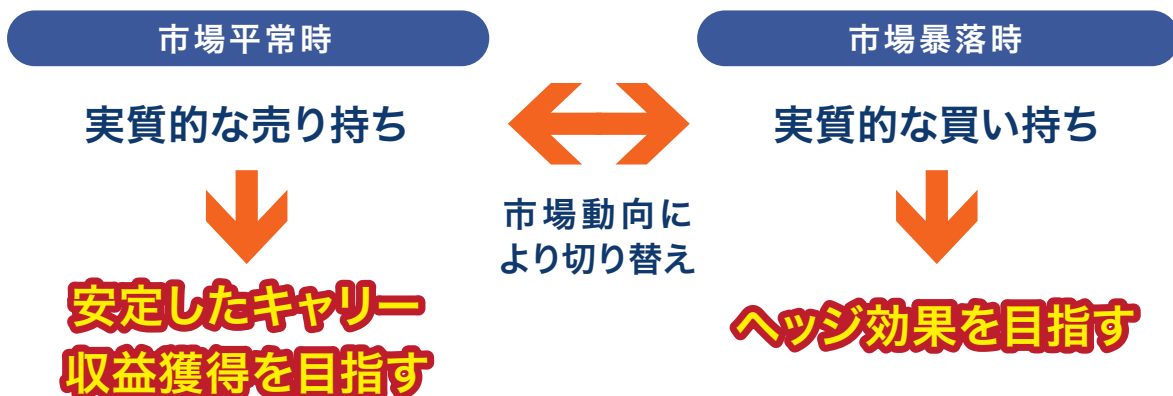 市場平常時
実質的な売り持ち
安定したキャリー
収益獲得を目指す
市場動向に
より切り替え
市場暴落時
実質的な買い持ち
ヘッジ効果を目指す